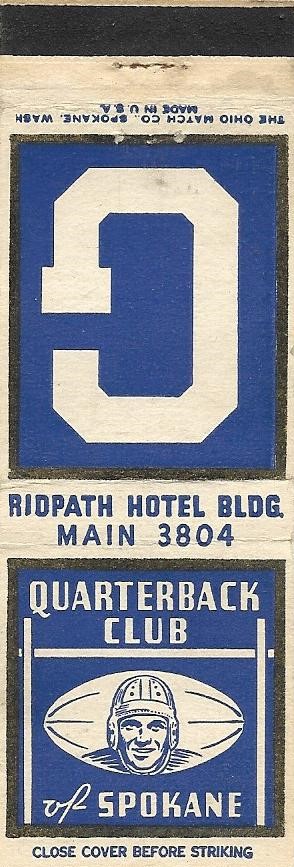 THE OHIO MATCH CO., SPOKANE, WASH.
MADE IN U.S.A.
G
RIDPATH HOTEL BLDG.
MAIN 3804
QUARTERBACK
CLUB
of SPOKANE
CLOSE COVER BEFORE STRIKING